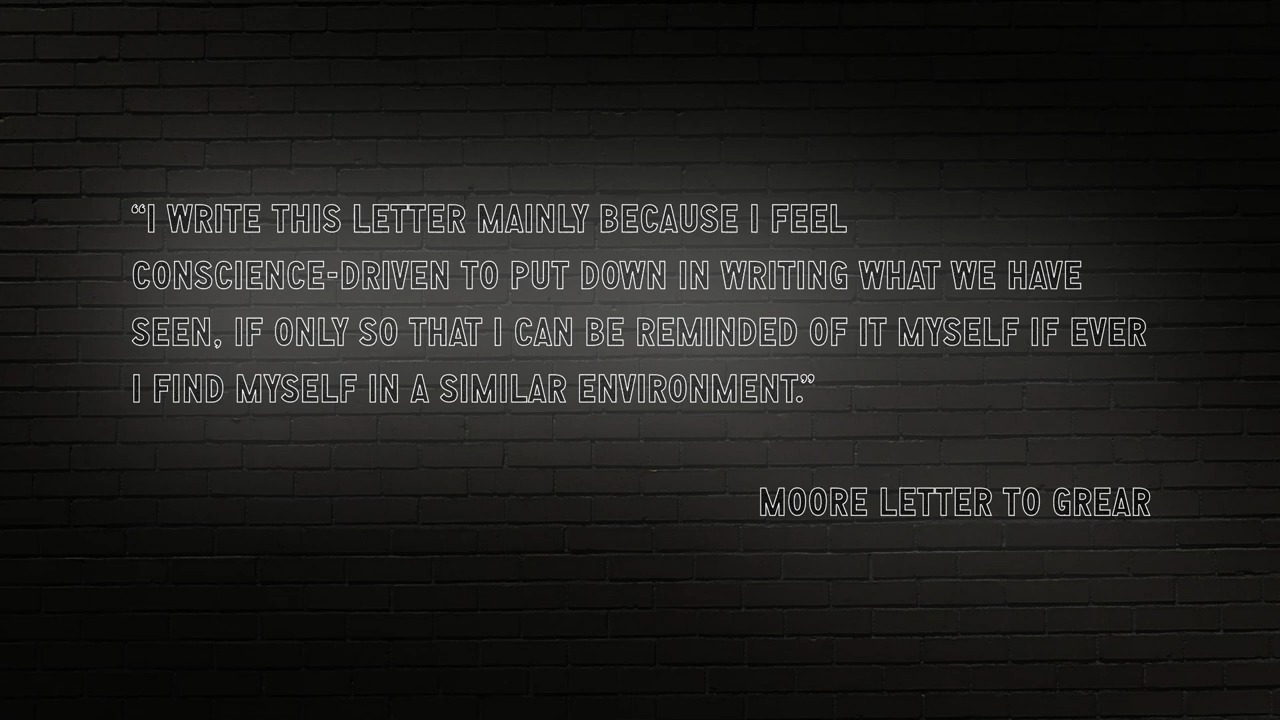 “I WRITE THIS LETTER MAINLY BECAUSE I FEEL
CONSCIENCE-DRIVEN TO PUT DOWN IN WRITING WHAT WE HAVE
SEEN, IF ONLY SO THAT I CAN BE REMINDED OF IT MYSELF IF EVER
I FIND MYSELF IN A SIMILAR ENVIRONMENT.”
MOORE LETTER TO GREAR